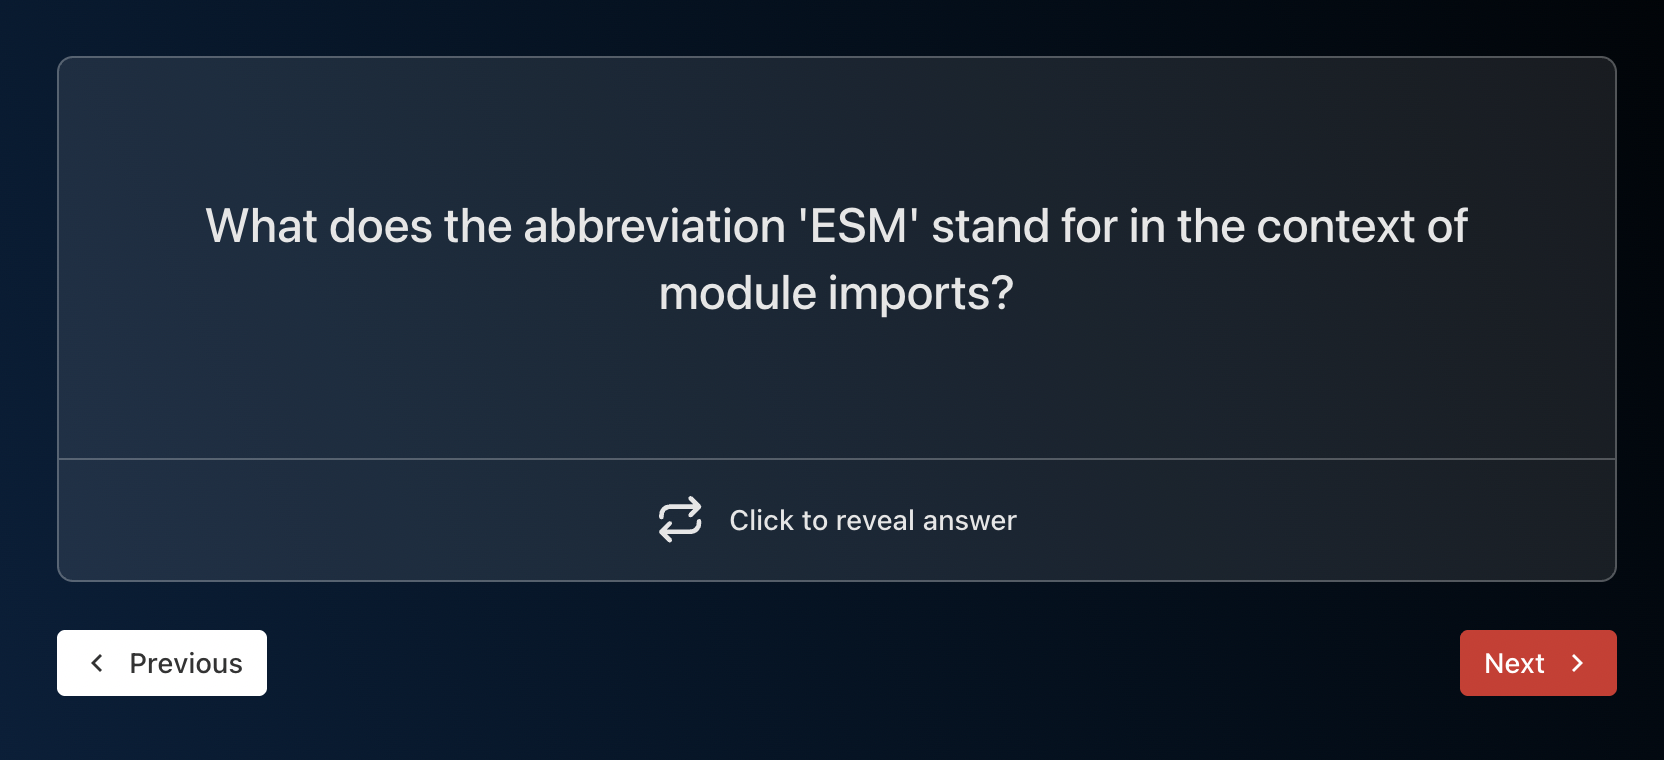 What does the abbreviation 'ESM' stand for in the context of
module imports?
Click to reveal answer
Previous
Next